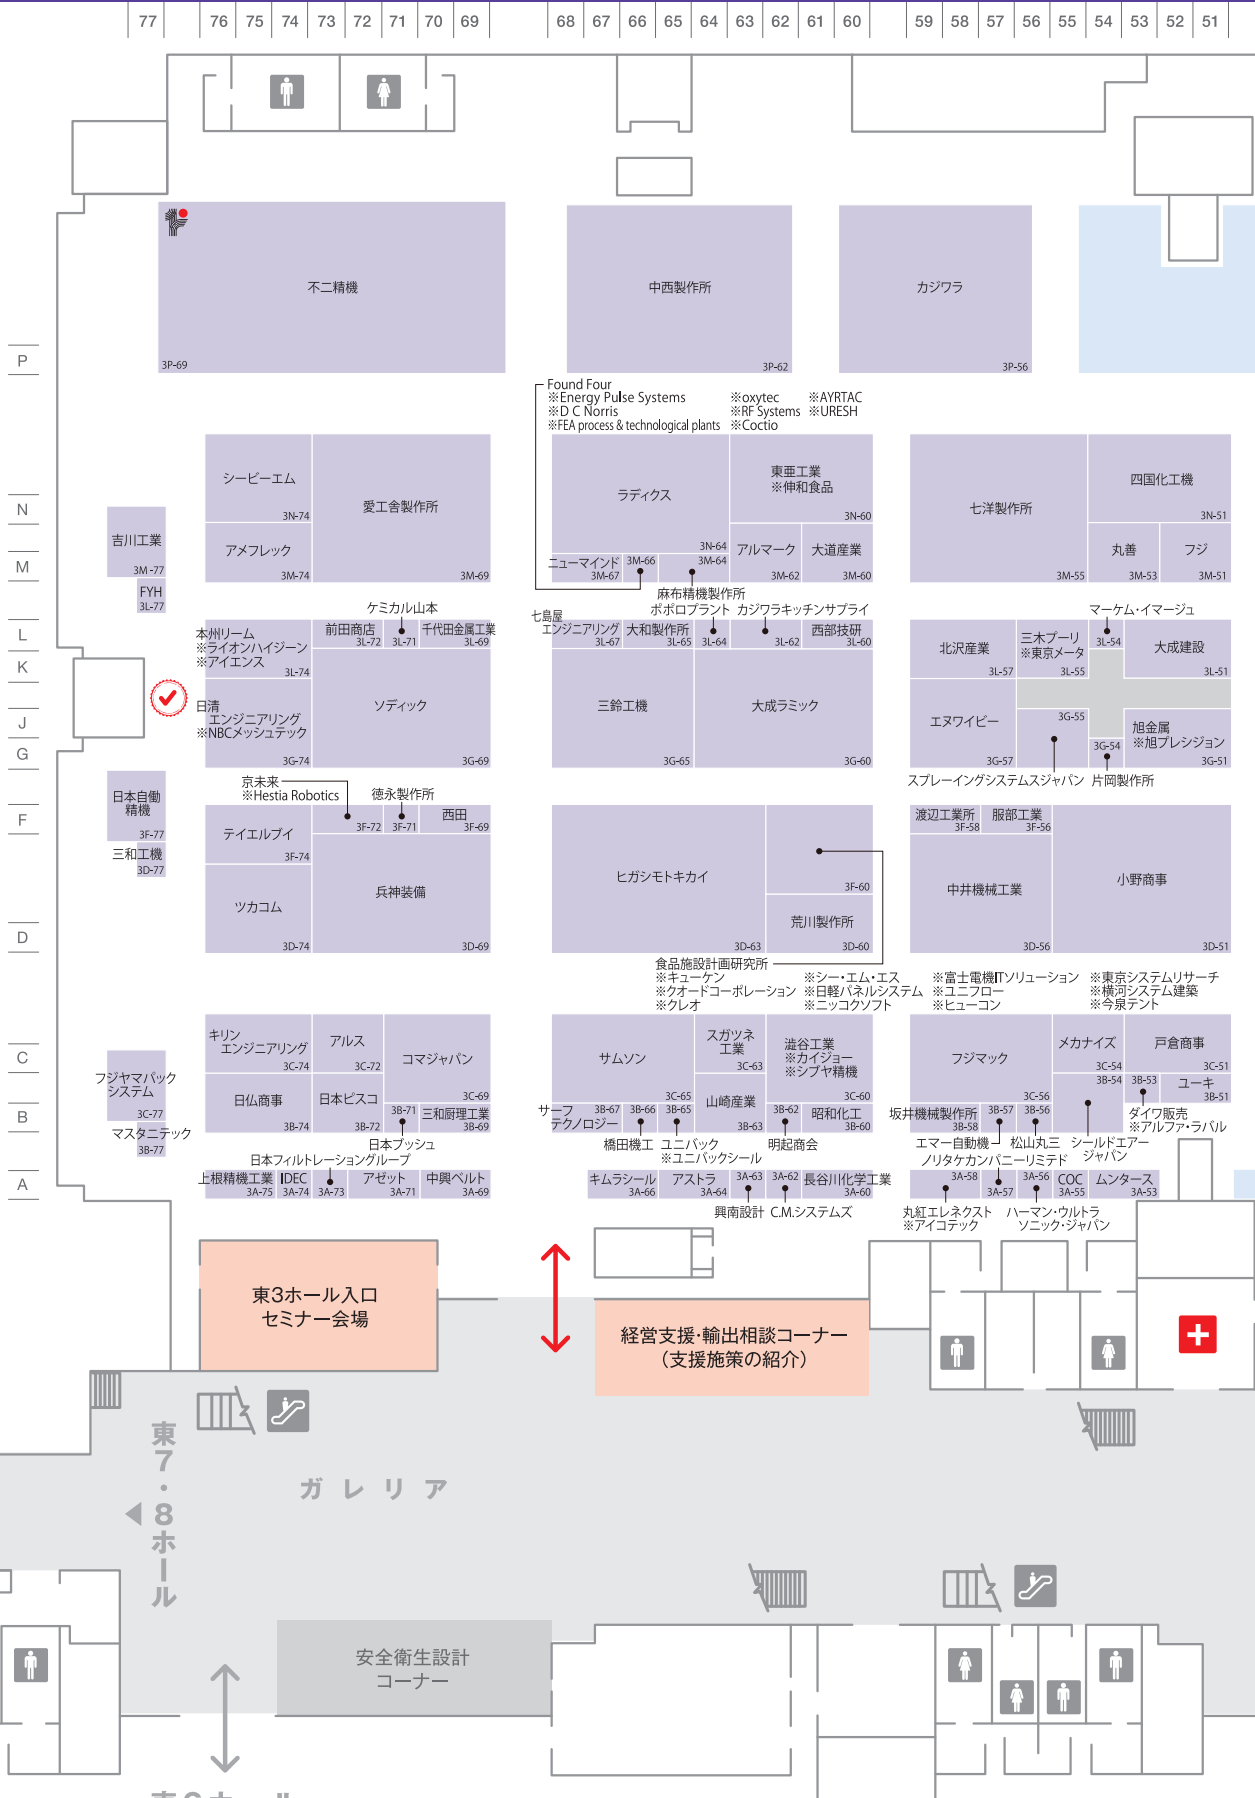 77 76 75 74 73 72 71 70 69 68 67 66 65 64 63 62 61 60 59 58 57 56 55 54 53 52 51
不二精機
3P-69
中西製作所
3P-62
カジワラ
3P-56
P
Found Four
※Energy Pulse Systems ※oxytec ※AYRTAC
※D C Norris ※RF Systems ※URESH
※FEA process & technological plants ※Coctio
N
M
吉川工業
3M-77
FYH
3L-77
シービーエム
3N-74
アメフレック
3M-74
愛工舎製作所
3M-69
ラディクス
3N-64
東亜工業
※伸和食品
3N-60
ニューマインド
3M-67
3M-66
3M-64
アルマーク
3M-62
大道産業
3M-60
麻布精機製作所
七洋製作所
3M-55
四国化工機
3N-51
丸善
3M-53
フジ
3M-51
L
K
J
G
本州リーム
※ライオンハイジーン
※アイエンス
3L-74
ケミカル山本
前田商店
3L-72
3L-71
千代田金属工業
3L-69
日清
エンジニアリング
※NBCメッシュテック
3G-74
ソディック
3G-69
七島屋
エンジニアリング
3L-67
大和製作所
3L-65
ポポロプラント
3L-64
カジワラキッチンサプライ
3L-62
西部技研
3L-60
三鈴工機
3G-65
大成ラミック
3G-60
北沢産業
3L-57
三木プーリ
※東京メータ
3L-55
マーケム・イマージュ
3L-54
大成建設
3L-51
エヌワイビー
3G-57
3G-55
3G-54
旭金属
※旭プレシジョン
3G-51
スプレーイングシステムスジャパン
片岡製作所
F
D
日本自働
精機
3F-77
三和工機
3D-77
京未来
※Hestia Robotics
徳永製作所
テイエルブイ
3F-74
3F-72
3F-71
西田
3F-69
ツカコム
3D-74
兵神装備
3D-69
ヒガシモトキカイ
3D-63
3F-60
荒川製作所
3D-60
渡辺工業所
3F-58
服部工業
3F-56
中井機械工業
3D-56
小野商事
3D-51
食品施設計画研究所
※キューケン ※シー・エム・エス ※富士電機ITソリューション ※東京システムリサーチ
※クオードコーポレーション ※日軽パネルシステム ※ユニフロー ※横河システム建築
※クレオ ※ニッコクソフト ※ヒューコン ※今泉テント
C
B
A
フジヤマパック
システム
3C-77
マスダニテック
3B-77
キリン
エンジニアリング
3C-74
アルス
3C-72
コマジャパン
3C-69
日仏商事
3B-74
日本ビスコ
3B-72
3B-71
三和厨理工業
3B-69
日本ブッシュ
日本フィルトレーショングループ
上根精機工業
3A-75
IDEC
3A-74
3A-73
アゼット
3A-71
中興ベルト
3A-69
サムソン
3C-65
スガツネ
工業
3C-63
澁谷工業
※カイジョー
※シブヤ精機
3C-60
サーフ
テクノロジー
3B-67
3B-66
3B-65
山崎産業
3B-63
3B-62
昭和化工
3B-60
橋田機工
ユニパック
※ユニパックシール
明起商会
キムラシール
3A-66
アストラ
3A-64
3A-63
3A-62
長谷川化学工業
3A-60
興南設計
C.M.システムズ
フジマック
3C-56
メカナイズ
3C-54
戸倉商事
3C-51
坂井機械製作所
3B-58
3B-57
3B-56
3B-54
3B-53
ユーキ
3B-51
エマー自動機
松山丸三
シールドエアー
ジャパン
ダイワ販売
※アルファ・ラバル
ノリタケカンパニーリミテド
3A-58
3A-57
3A-56
COC
3A-55
ムンタース
3A-53
丸紅エレネクスト
※アイコテック
ハーマン・ウルトラ
ソニック・ジャパン
東3ホール入口
セミナー会場
経営支援・輸出相談コーナー
(支援施策の紹介)
東7・8ホール
ガレリア
安全衛生設計
コーナー